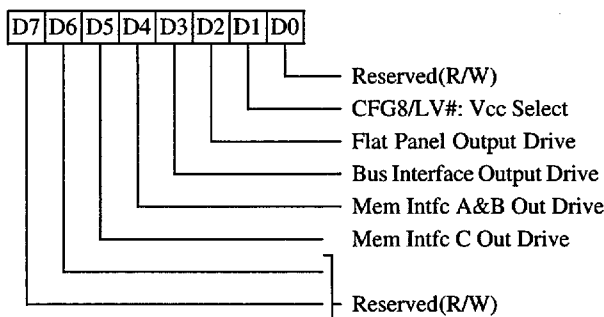 D7 D6 D5 D4 D3 D2 D1 D0
Reserved(R/W)
CFG8/LV#: Vcc Select
Flat Panel Output Drive
Bus Interface Output Drive
Mem Intfc A&B Out Drive
Mem Intfc C Out Drive
Reserved(R/W)